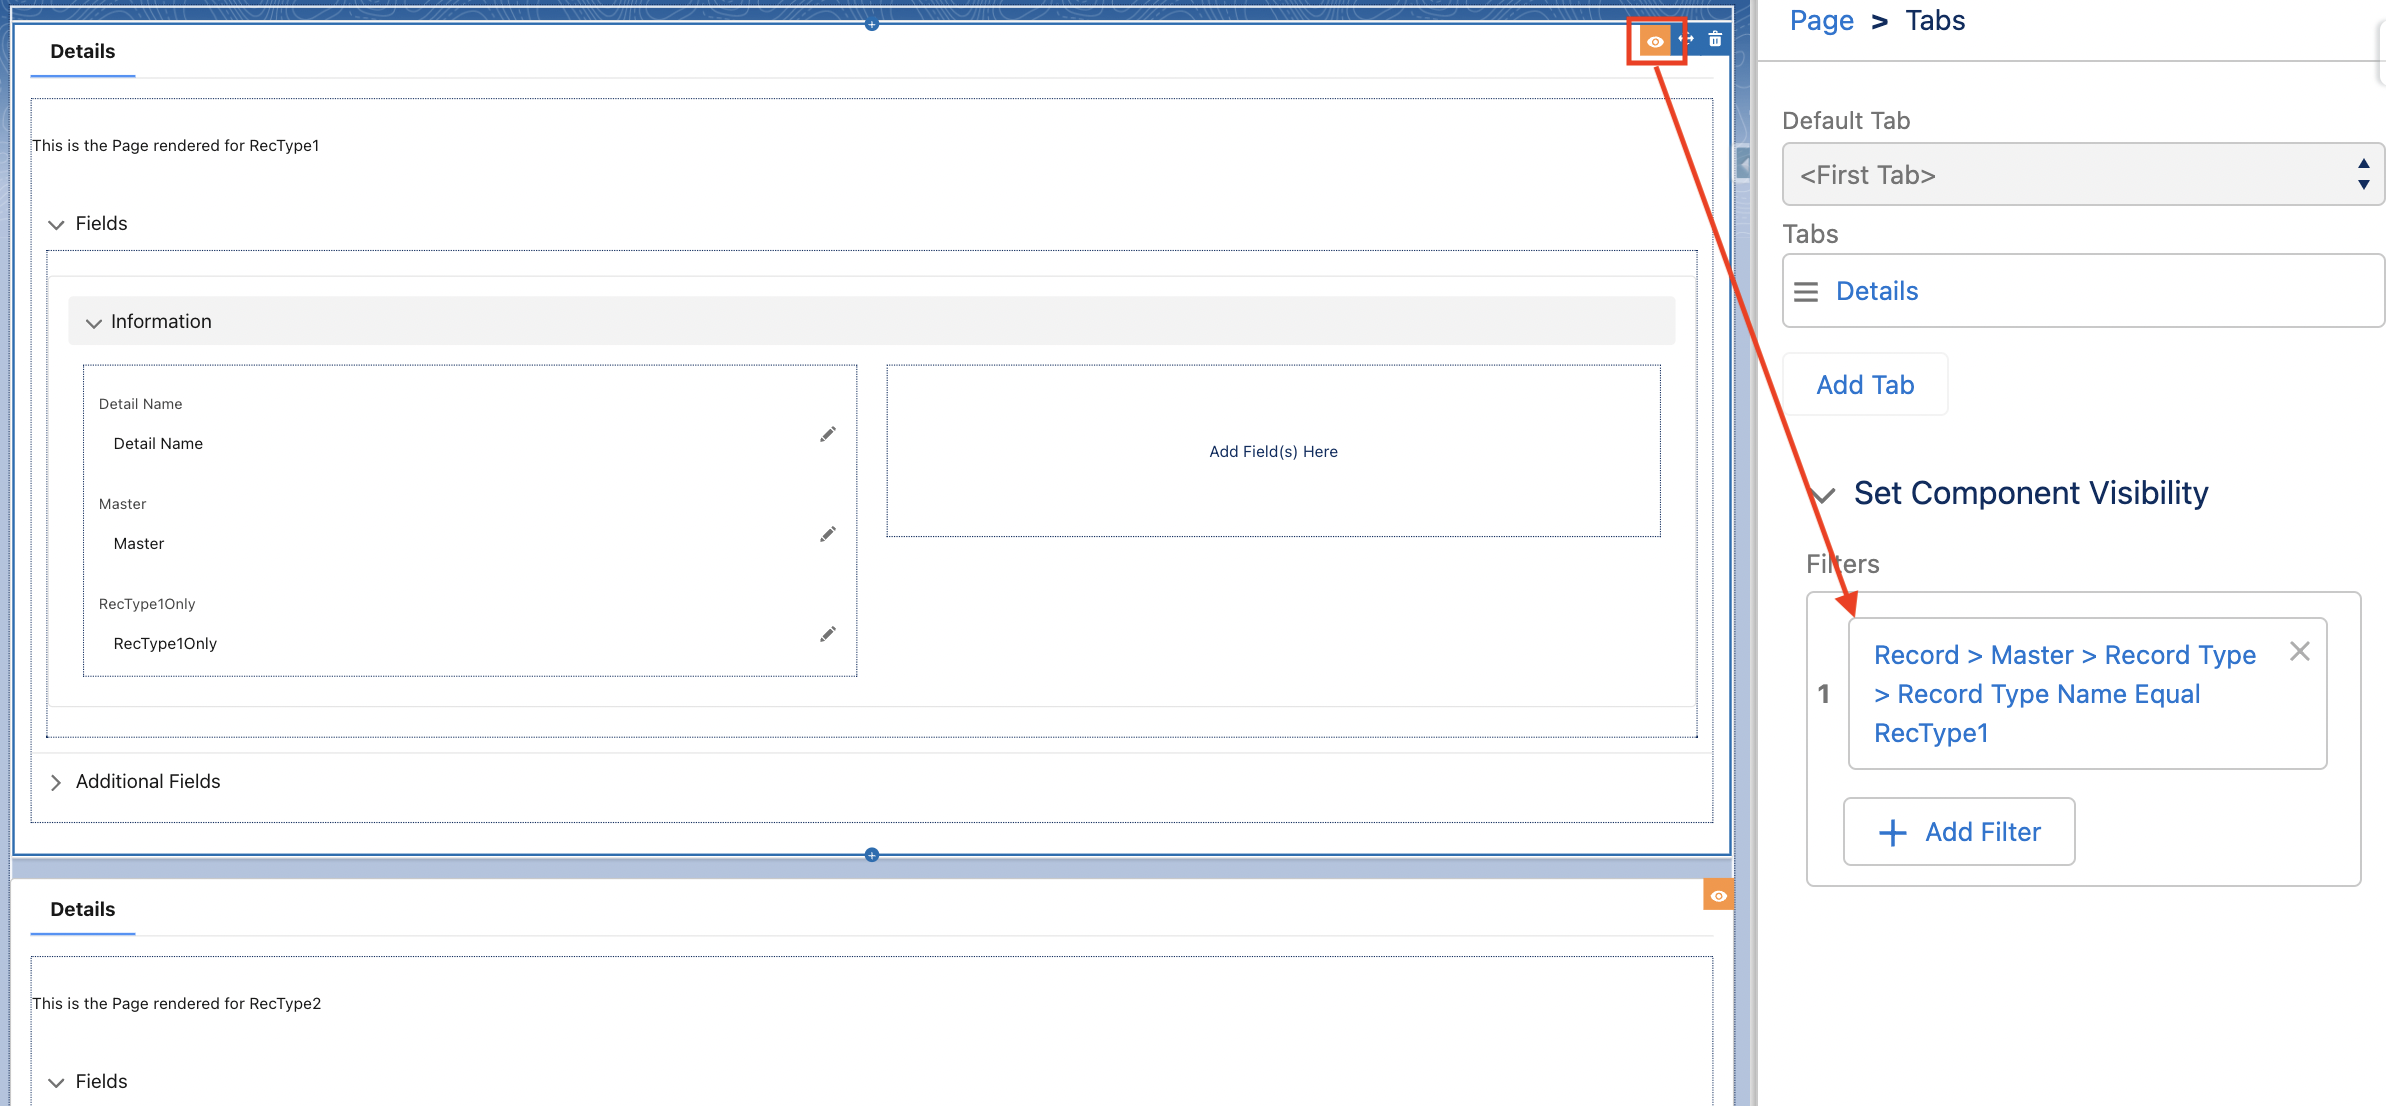 Details
This is the Page rendered for RecType1
Fields
Information
Detail Name
Detail Name
Master
Master
RecType1Only
RecType1Only
Add Field(s) Here
Additional Fields
Details
This is the Page rendered for RecType2
Fields
Page > Tabs
Default Tab
<First Tab>
Tabs
Details
Add Tab
Set Component Visibility
Filters
1
Record > Master > Record Type
> Record Type Name Equal
RecType1
Add Filter